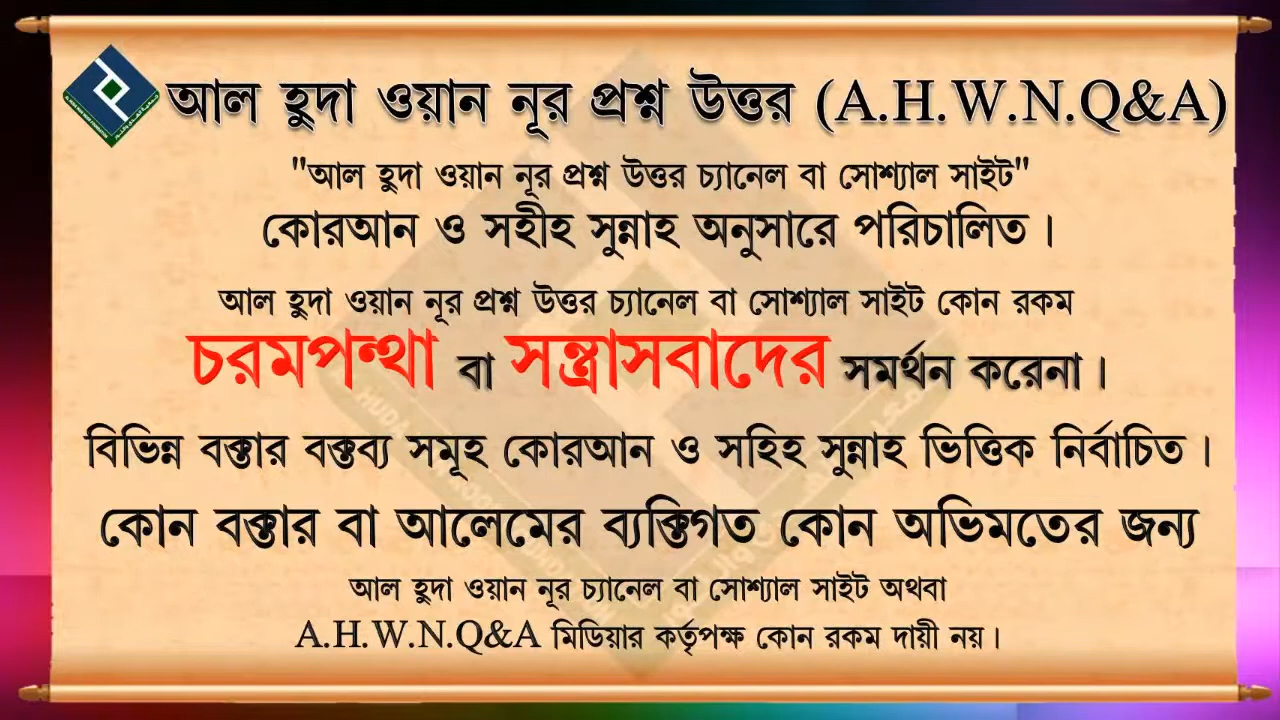 আল হুদা ওয়ান নূর প্রশ্ন উত্তর (A.H.W.N.Q&A)
"আল হুদা ওয়ান নূর প্রশ্ন উত্তর চ্যানেল বা সোশ্যাল সাইট"
কোরআন ও সহীহ সুন্নাহ অনুসারে পরিচালিত।
আল হুদা ওয়ান নূর প্রশ্ন উত্তর চ্যানেল বা সোশ্যাল সাইট কোন রকম
চরমপন্থা বা সন্ত্রাসবাদের সমর্থন করেনা।
বিভিন্ন বক্তার বক্তব্য সমূহ কোরআন ও সহিহ সুন্নাহ ভিত্তিক নির্বাচিত।
কোন বক্তার বা আলেমের ব্যক্তিগত কোন অভিমতের জন্য
আল হুদা ওয়ান নূর চ্যানেল বা সোশ্যাল সাইট অথবা
A.H.W.N.Q&A মিডিয়ার কর্তৃপক্ষ কোন রকম দায়ী নয়।